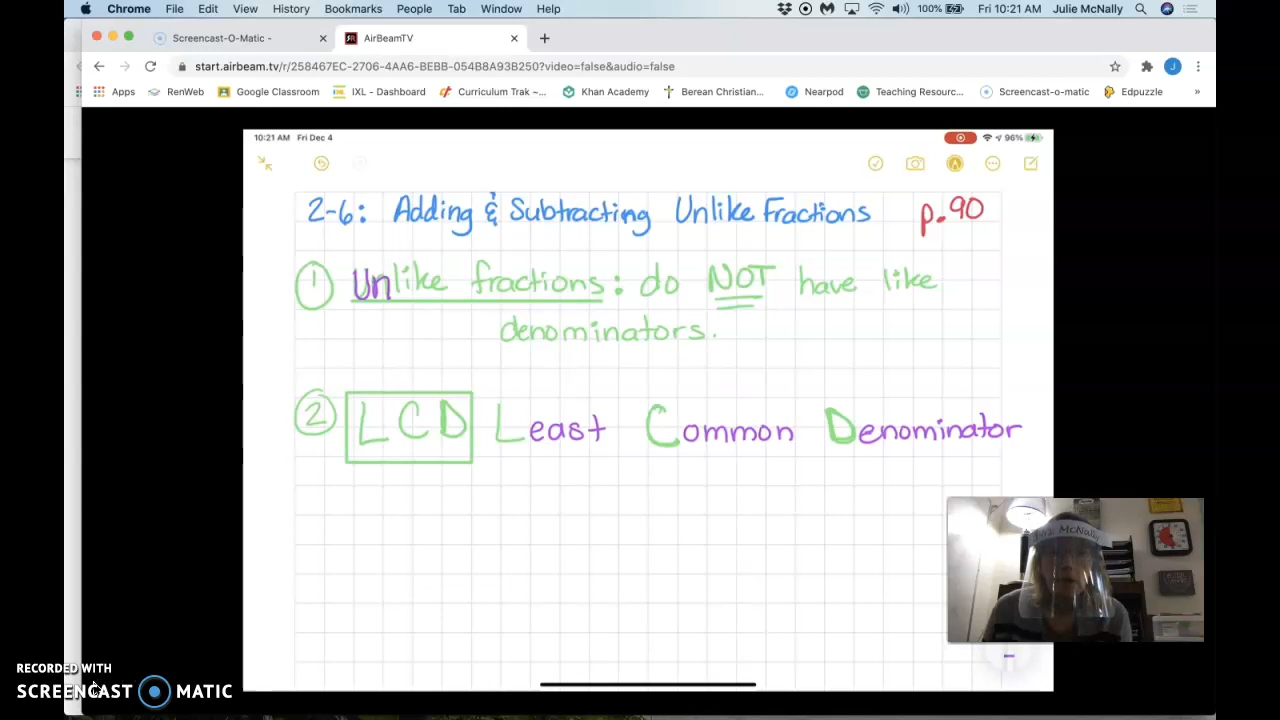 Chrome File Edit View History Bookmarks People Tab Window Help 100% Fri 10:21 AM Julie McNally
Screencast-O-Matic - AirBeamTV
start.airbeam.tv/r/258467EC-2706-4AA6-BEBB-054B8A93B250?video=false&audio=false J
Apps RenWeb Google Classroom IXL - Dashboard Curriculum Trak ~... Khan Academy Berean Christian... Nearpod Teaching Resourc... Screencast-o-matic Edpuzzle »
10:21 AM Fri Dec 4 96%
2-6: Adding & Subtracting Unlike Fractions p.90
① Unlike fractions: do NOT have like
denominators.
② LCD Least Common Denominator
McNally
RECORDED WITH
SCREENCAST MATIC